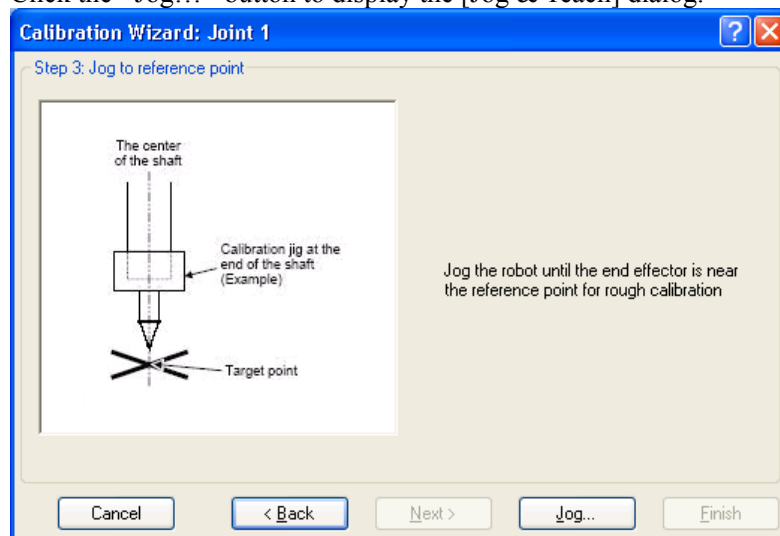 Calibration Wizard: Joint 1
Step 3: Jog to reference point
The center
of the shaft
Calibration jig at the
end of the shaft
(Example)
Jog the robot until the end effector is near
the reference point for rough calibration
Target point
Cancel
< Back
Next >
Jog...
Finish